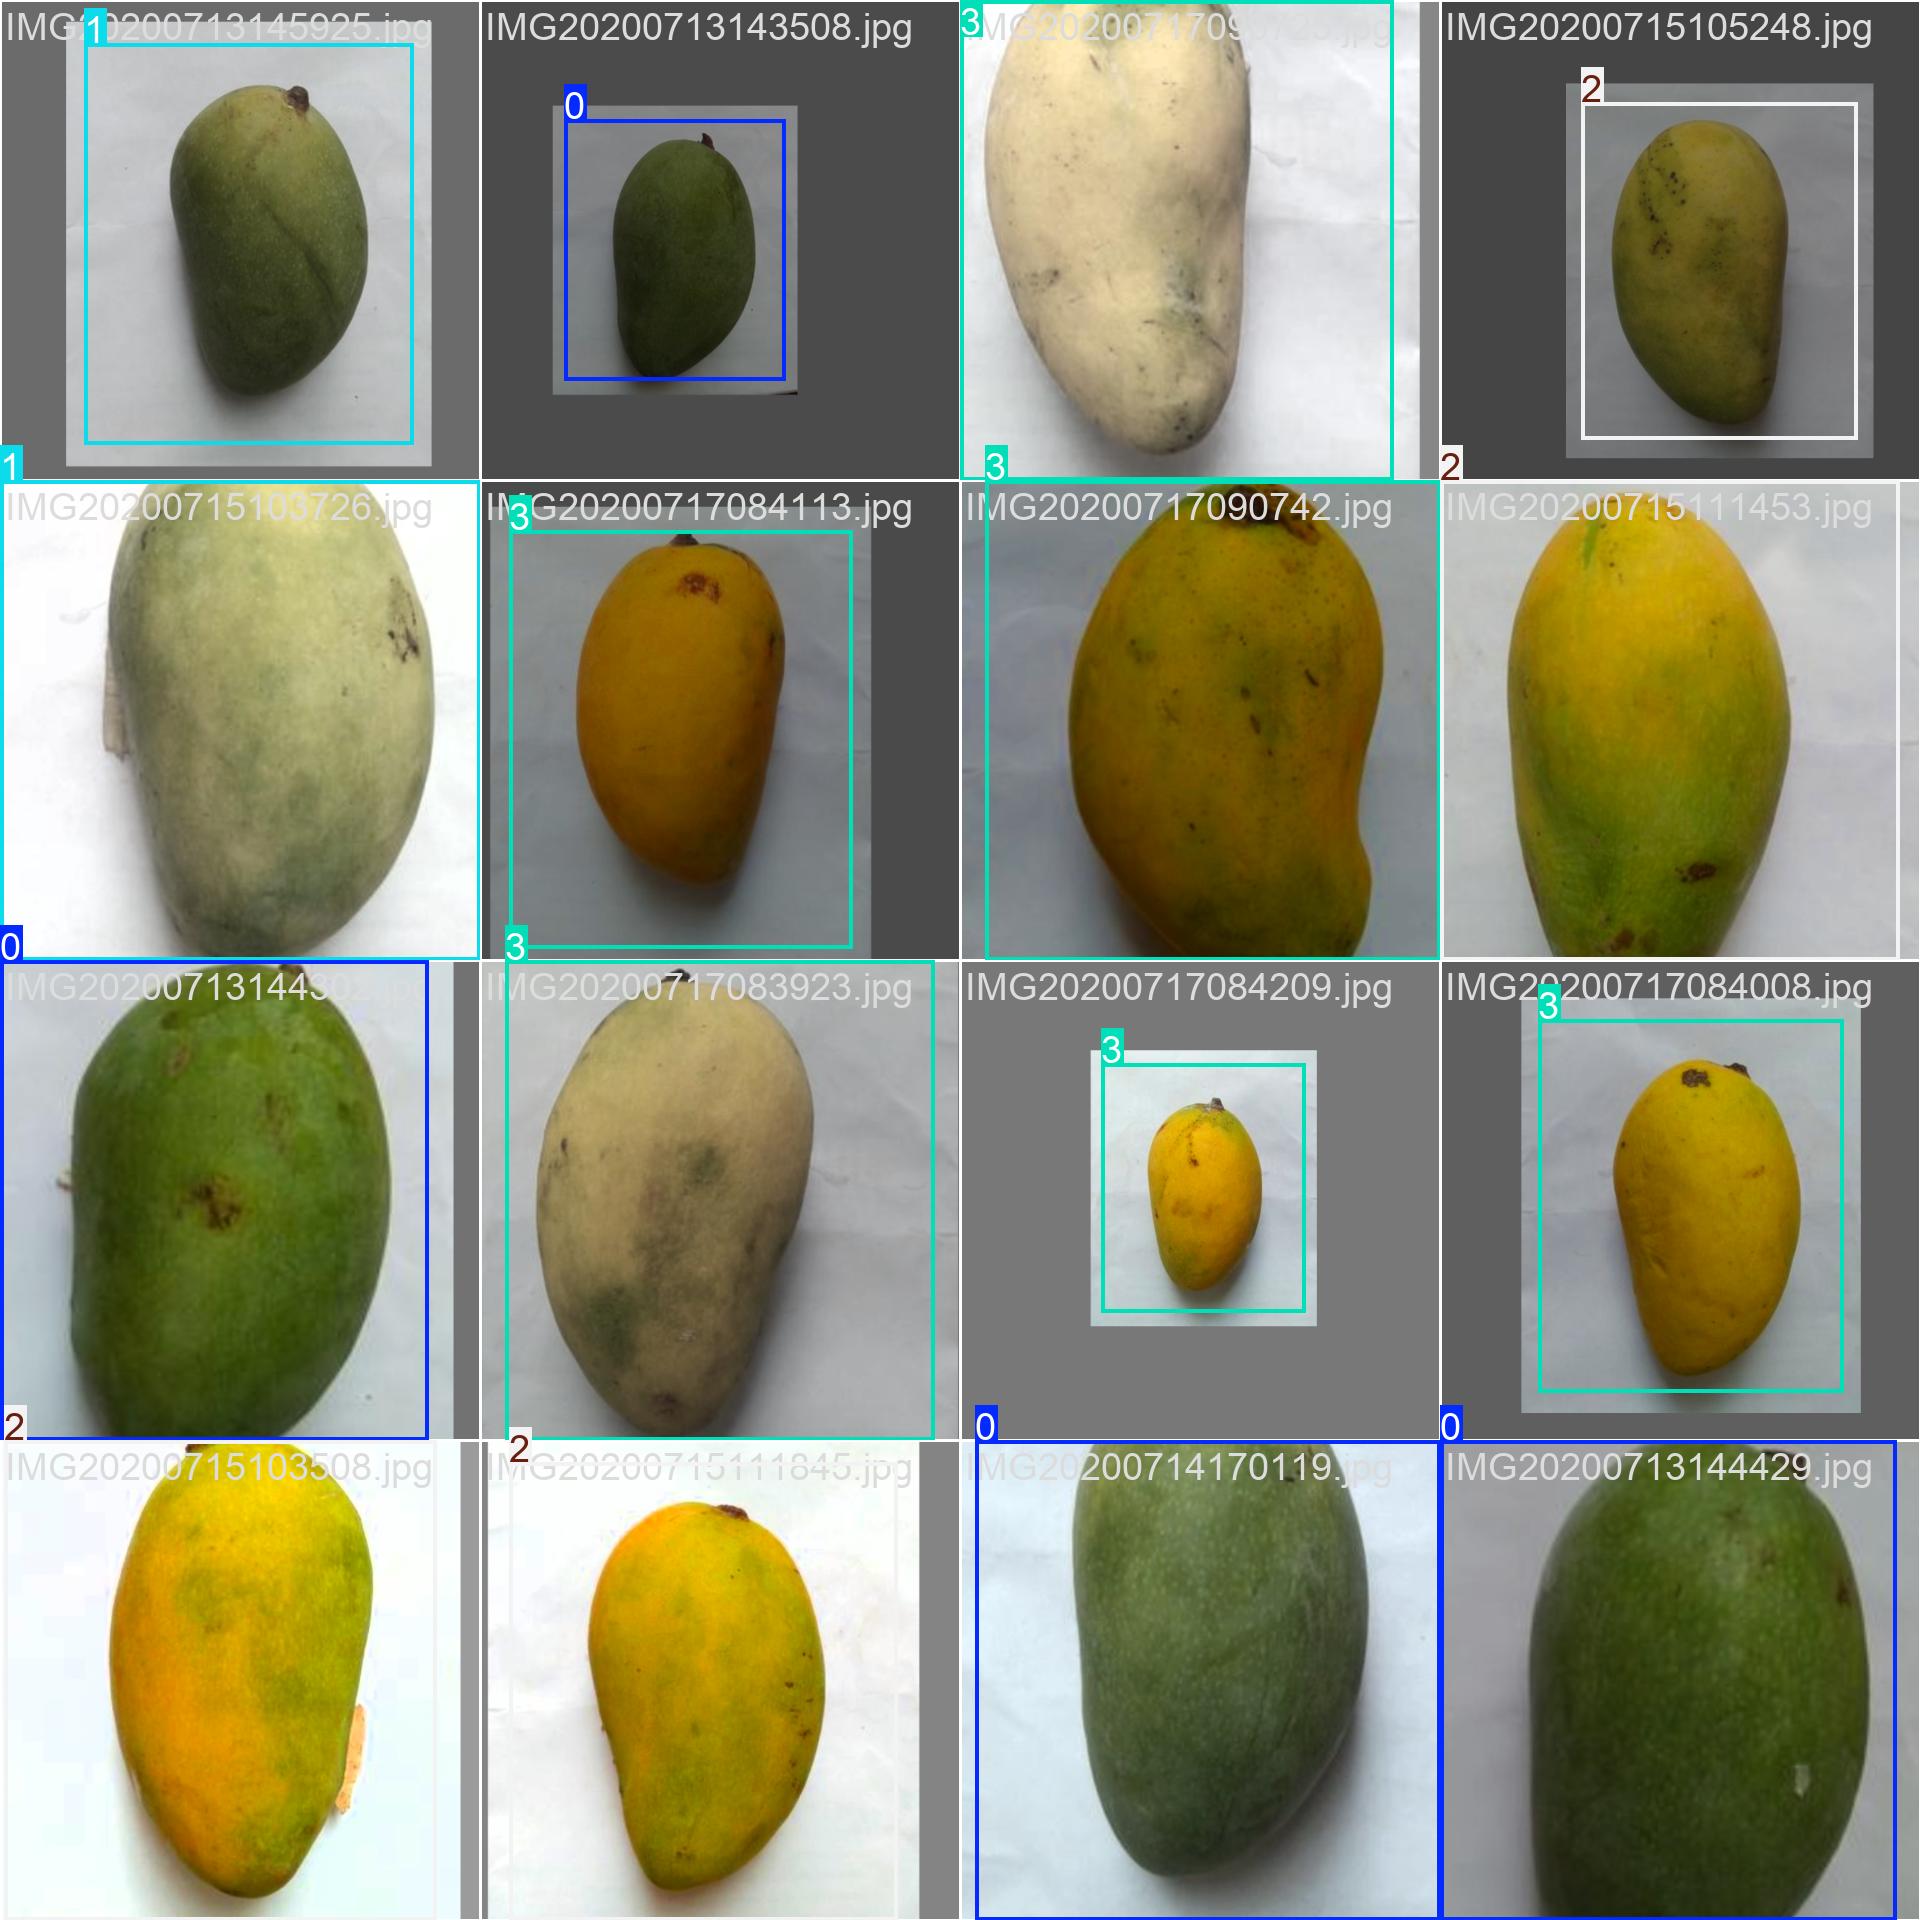 IMG20200713145925.jpg
1
IMG20200713143508.jpg
0
3
IMG20200715105248.jpg
2
1
IMG20200715103726.jpg
IMG20200717084113.jpg
3
3
IMG20200717090742.jpg
2
IMG20200715111453.jpg
0
3
IMG20200717083923.jpg
IMG20200717084209.jpg
3
IMG20200717084008.jpg
3
2
IMG20200715103508.jpg
2
IMG20200715111845.jpg
0
IMG20200714170119.jpg
0
IMG20200713144429.jpg